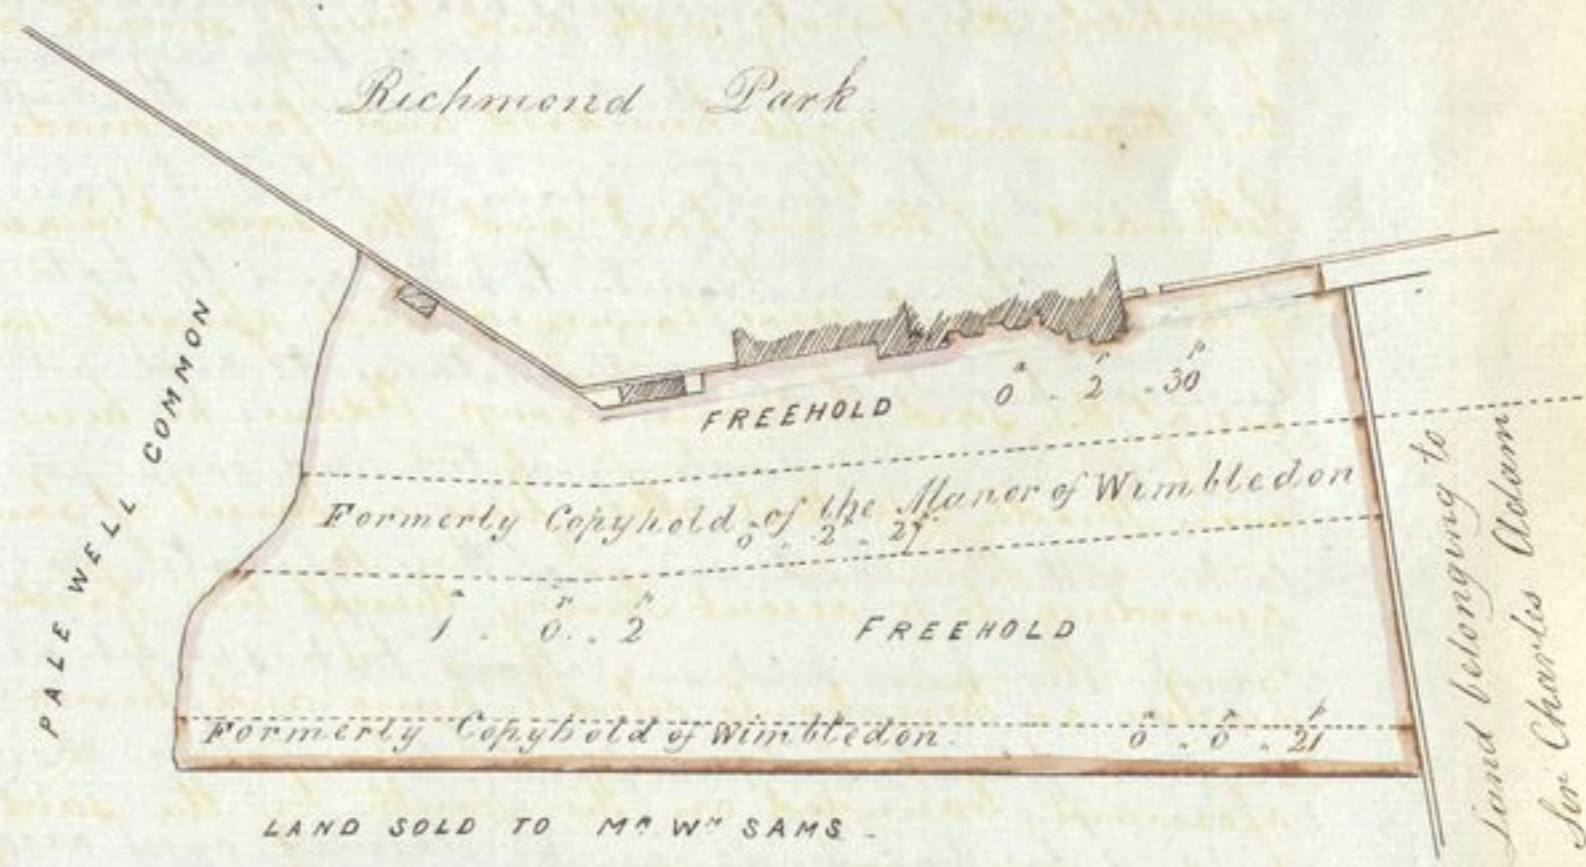 Richmond Park
PALE WELL COMMON
FREEHOLD
a r p
0 . 2 . 30
Formerly Copyhold of the Manor of Wimbledon
0 . 2 . 27
a r p
1 . 0 . 2
FREEHOLD
Formerly Copyhold of Wimbledon.
0 . 0 . 21
LAND SOLD TO Mr Wm SAMS
Land belonging to
Sir Charles Adam